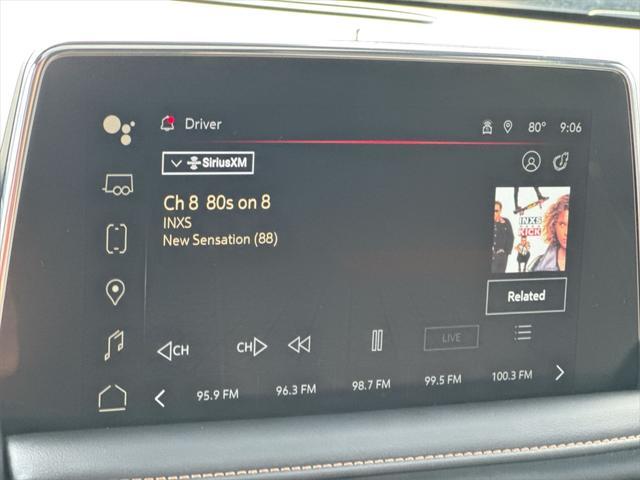 Driver 80° 9:06
SiriusXM
Ch 8 80s on 8
INXS
New Sensation (88)
INXS
KICK
Related
CH CH LIVE
95.9 FM 96.3 FM 98.7 FM 99.5 FM 100.3 FM